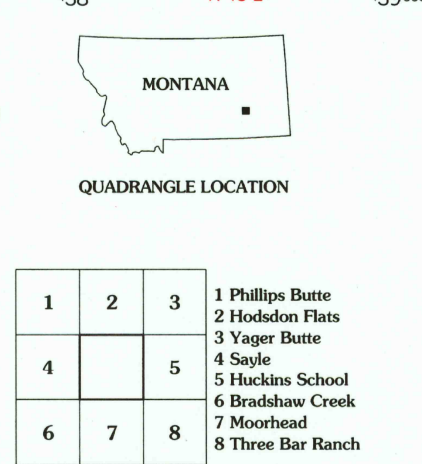 MONTANA
QUADRANGLE LOCATION
1 2 3
4 5
6 7 8
1 Phillips Butte
2 Hodsdon Flats
3 Yager Butte
4 Sayle
5 Huckins School
6 Bradshaw Creek
7 Moorhead
8 Three Bar Ranch